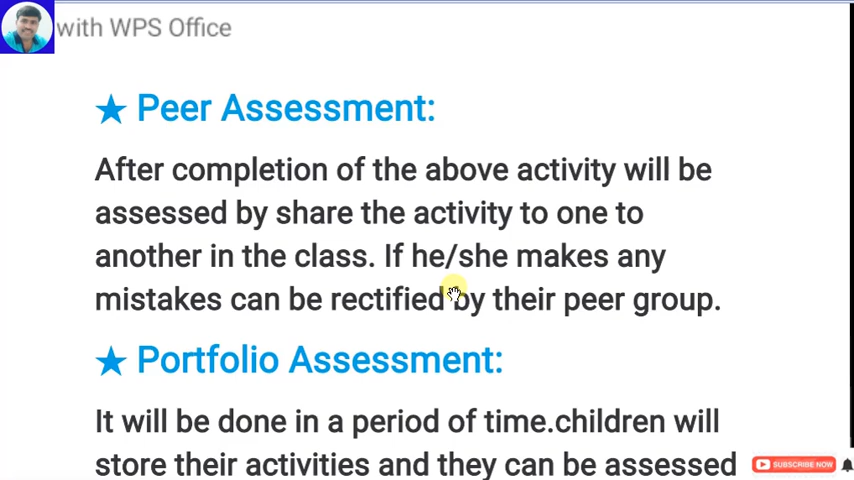 with WPS Office
★ Peer Assessment:
After completion of the above activity will be
assessed by share the activity to one to
another in the class. If he/she makes any
mistakes can be rectified by their peer group.
★ Portfolio Assessment:
It will be done in a period of time.children will
store their activities and they can be assessed
SUBSCRIBE NOW